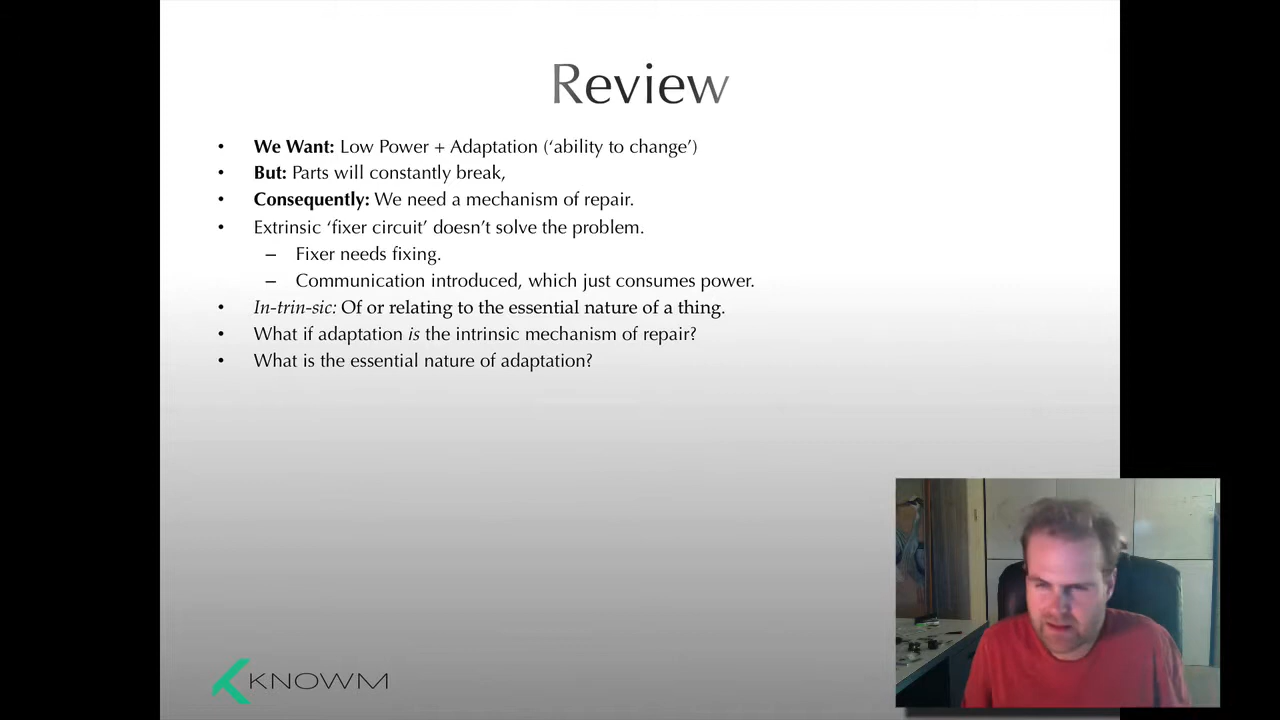 Review
• We Want: Low Power + Adaptation (‘ability to change’)
• But: Parts will constantly break,
• Consequently: We need a mechanism of repair.
• Extrinsic ‘fixer circuit’ doesn’t solve the problem.
– Fixer needs fixing.
– Communication introduced, which just consumes power.
• In-trin-sic: Of or relating to the essential nature of a thing.
• What if adaptation is the intrinsic mechanism of repair?
• What is the essential nature of adaptation?
KNOWM